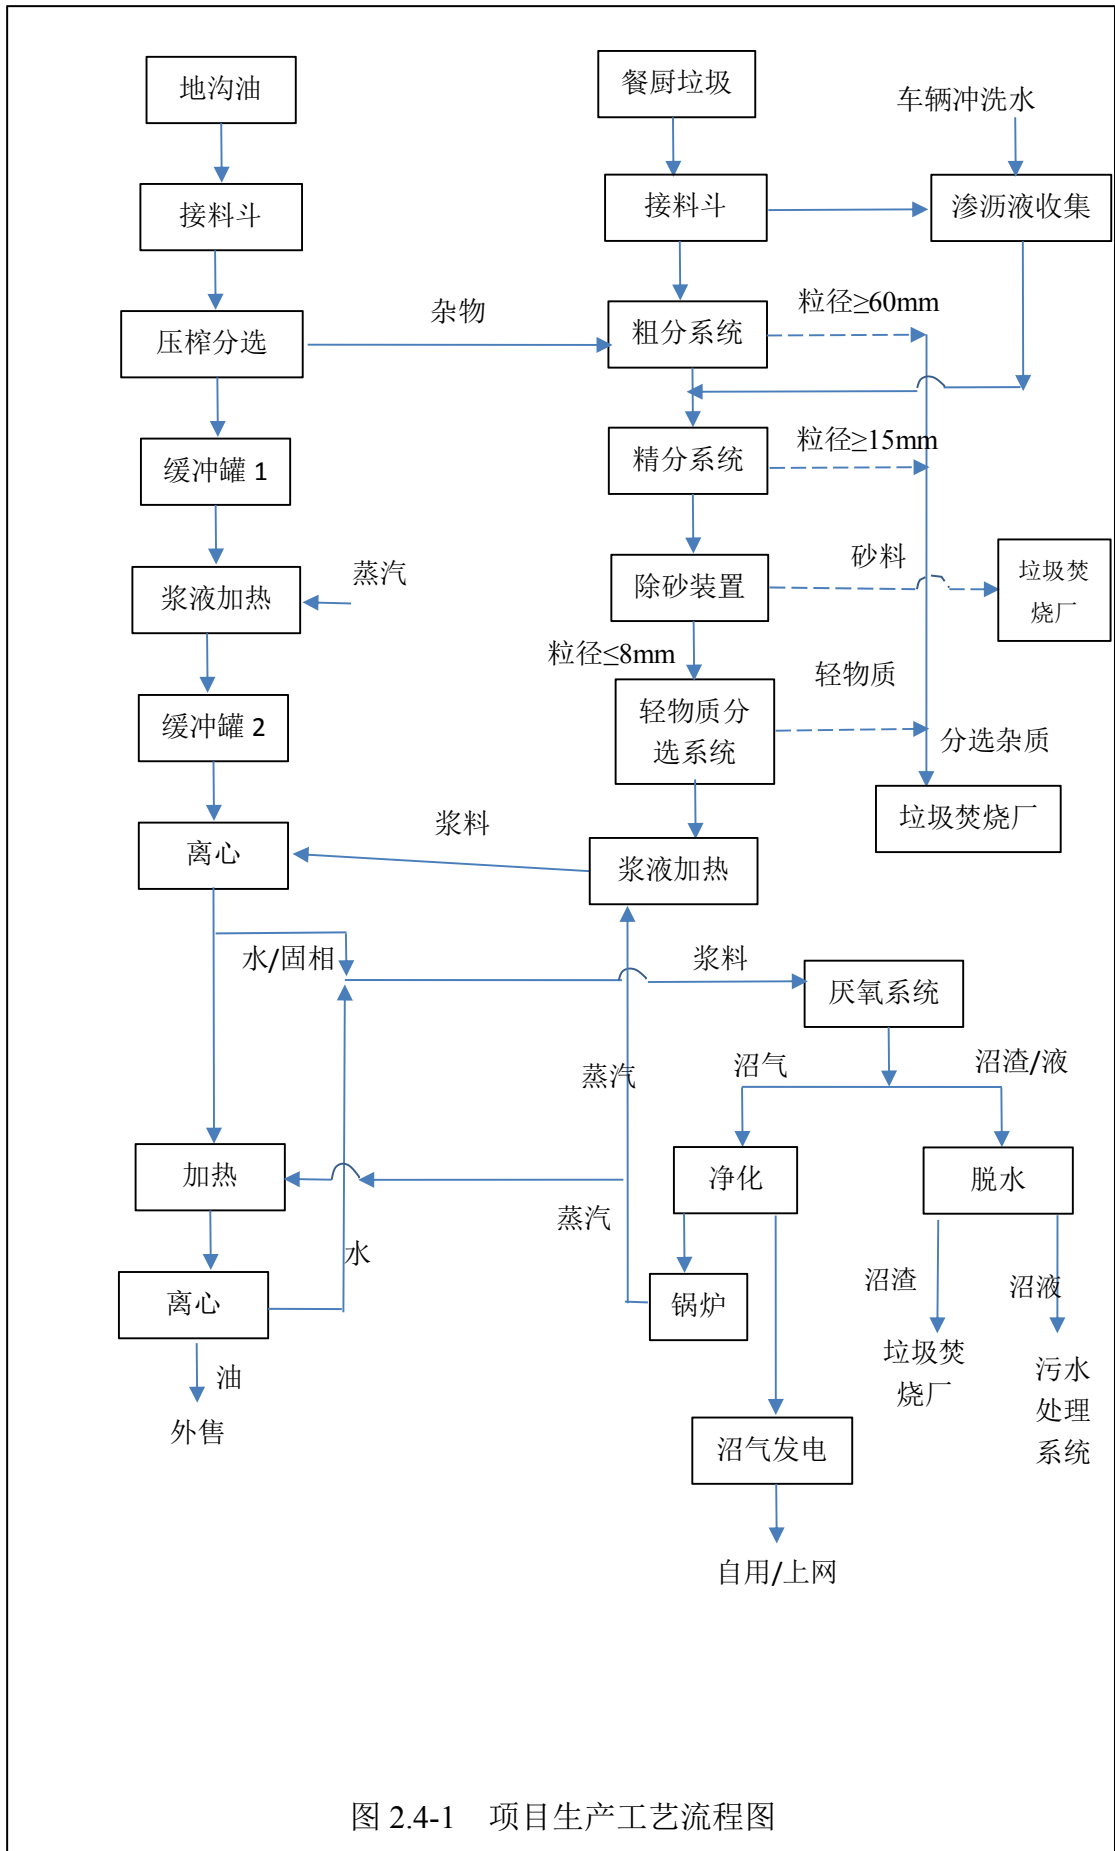 地沟油
餐厨垃圾
车辆冲洗水
接料斗
接料斗
渗沥液收集
杂物
粒径≥60mm
压榨分选
粗分系统
粒径≥15mm
缓冲罐 1
精分系统
砂料
蒸汽
浆液加热
除砂装置
垃圾焚
烧厂
粒径≤8mm
轻物质
缓冲罐 2
轻物质分
选系统
分选杂质
浆料
垃圾焚烧厂
离心
浆液加热
水/固相
浆料
厌氧系统
蒸汽
沼气
沼渣/液
加热
净化
脱水
蒸汽
水
沼渣
沼液
离心
锅炉
油
垃圾焚
烧厂
污水
处理
系统
外售
沼气发电
自用/上网
图 2.4-1 项目生产工艺流程图